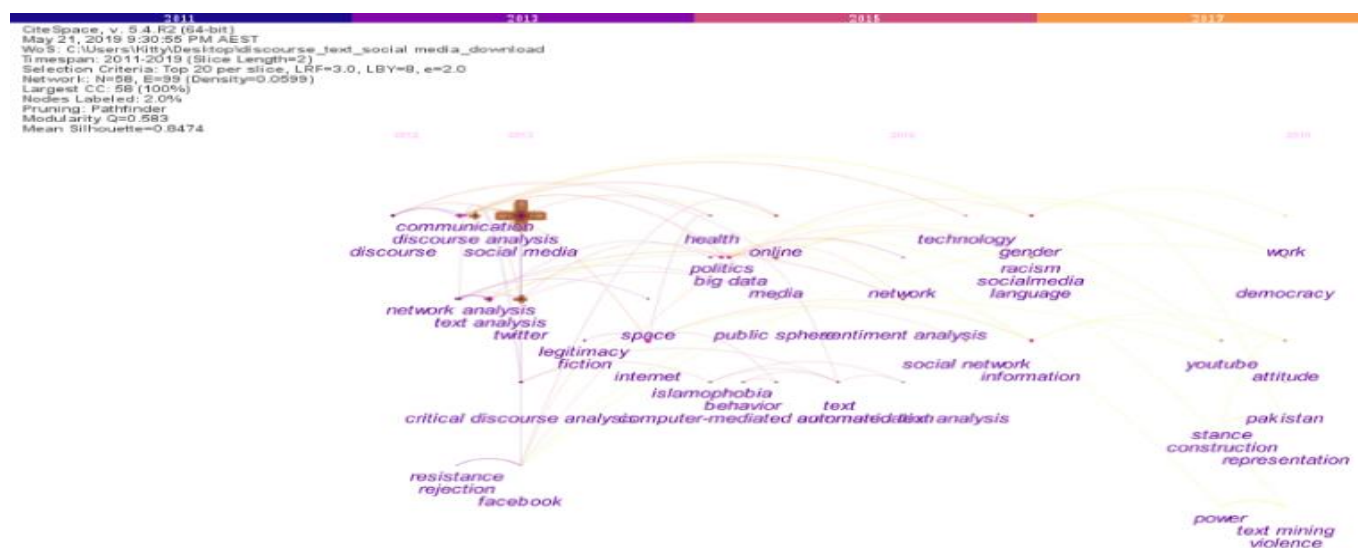 2011 2013 2015 2017
CiteSpace, v. 5.4.R2 (64-bit)
May 21, 2019 9:30:55 PM AEST
WoS: C:\Users\Kitty\Desktop\discourse_text_social media_download
Timespan: 2011-2019 (Slice Length=2)
Selection Criteria: Top 20 per slice, LRF=3.0, LBY=8, e=2.0
Network: N=58, E=99 (Density=0.0599)
Largest CC: 58 (100%)
Nodes Labeled: 2.0%
Pruning: Pathfinder
Modularity Q=0.583
Mean Silhouette=0.8474
communication
discourse analysis health technology
discourse social media online gender work
politics racism
big data socialmedia
media network language democracy
network analysis
text analysis
twitter space public sphere sentiment analysis
legitimacy
fiction social network youtube
internet information attitude
islamophobia
behavior text
critical discourse analysis computer-mediated automated text analysis pakistan
stance
construction
representation
resistance
rejection
facebook
power
text mining
violence